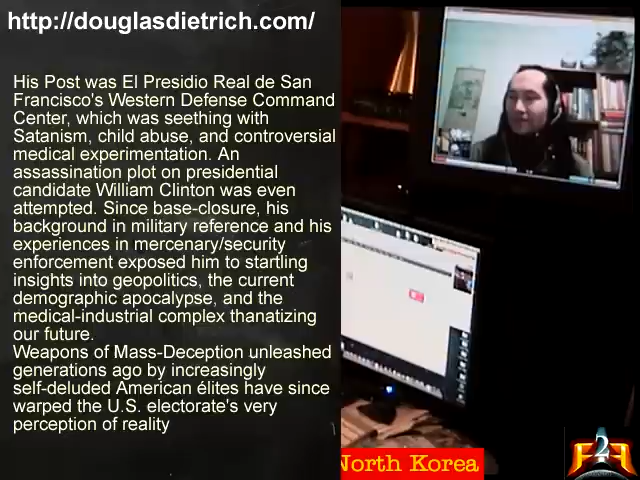 http://douglasdietrich.com/
His Post was El Presidio Real de San
Francisco's Western Defense Command
Center, which was seething with
Satanism, child abuse, and controversial
medical experimentation. An
assassination plot on presidential
candidate William Clinton was even
attempted. Since base-closure, his
background in military reference and his
experiences in mercenary/security
enforcement exposed him to startling
insights into geopolitics, the current
demographic apocalypse, and the
medical-industrial complex thanatizing
our future.
Weapons of Mass-Deception unleashed
generations ago by increasingly
self-deluded American élites have since
warped the U.S. electorate's very
perception of reality
North Korea
F2F